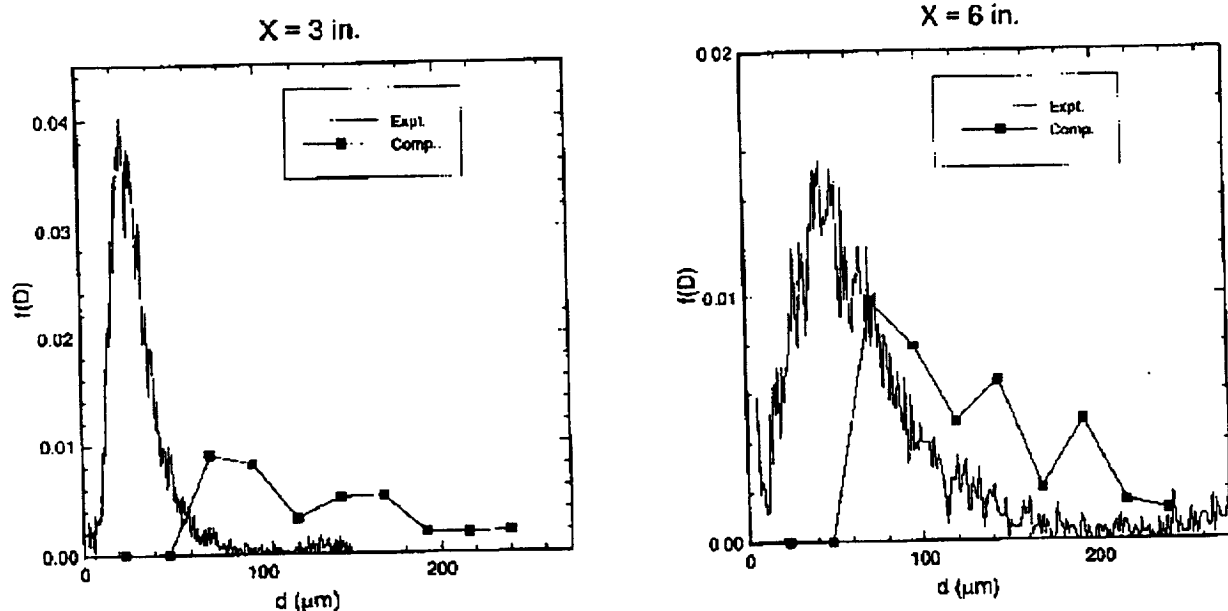 X = 3 in.
0.04
0.03
0.02
0.01
0.00
f(D)
Expt.
Comp.
0
100
200
d (µm)
X = 6 in.
0.02
0.01
0.00
f(D)
Expt.
Comp.
0
100
200
d (µm)